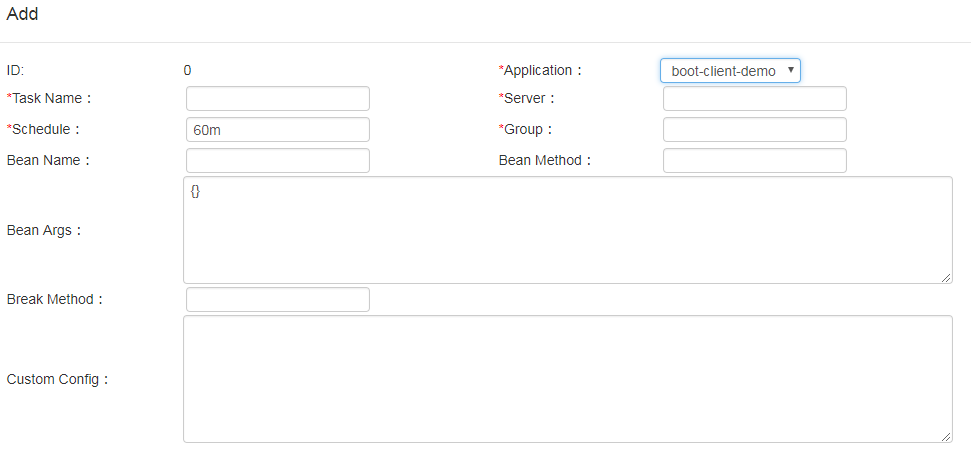 Add
ID: 0 *Application：boot-client-demo
*Task Name： *Server：
*Schedule：60m *Group：
Bean Name： Bean Method：
Bean Args：{}
Break Method：
Custom Config：